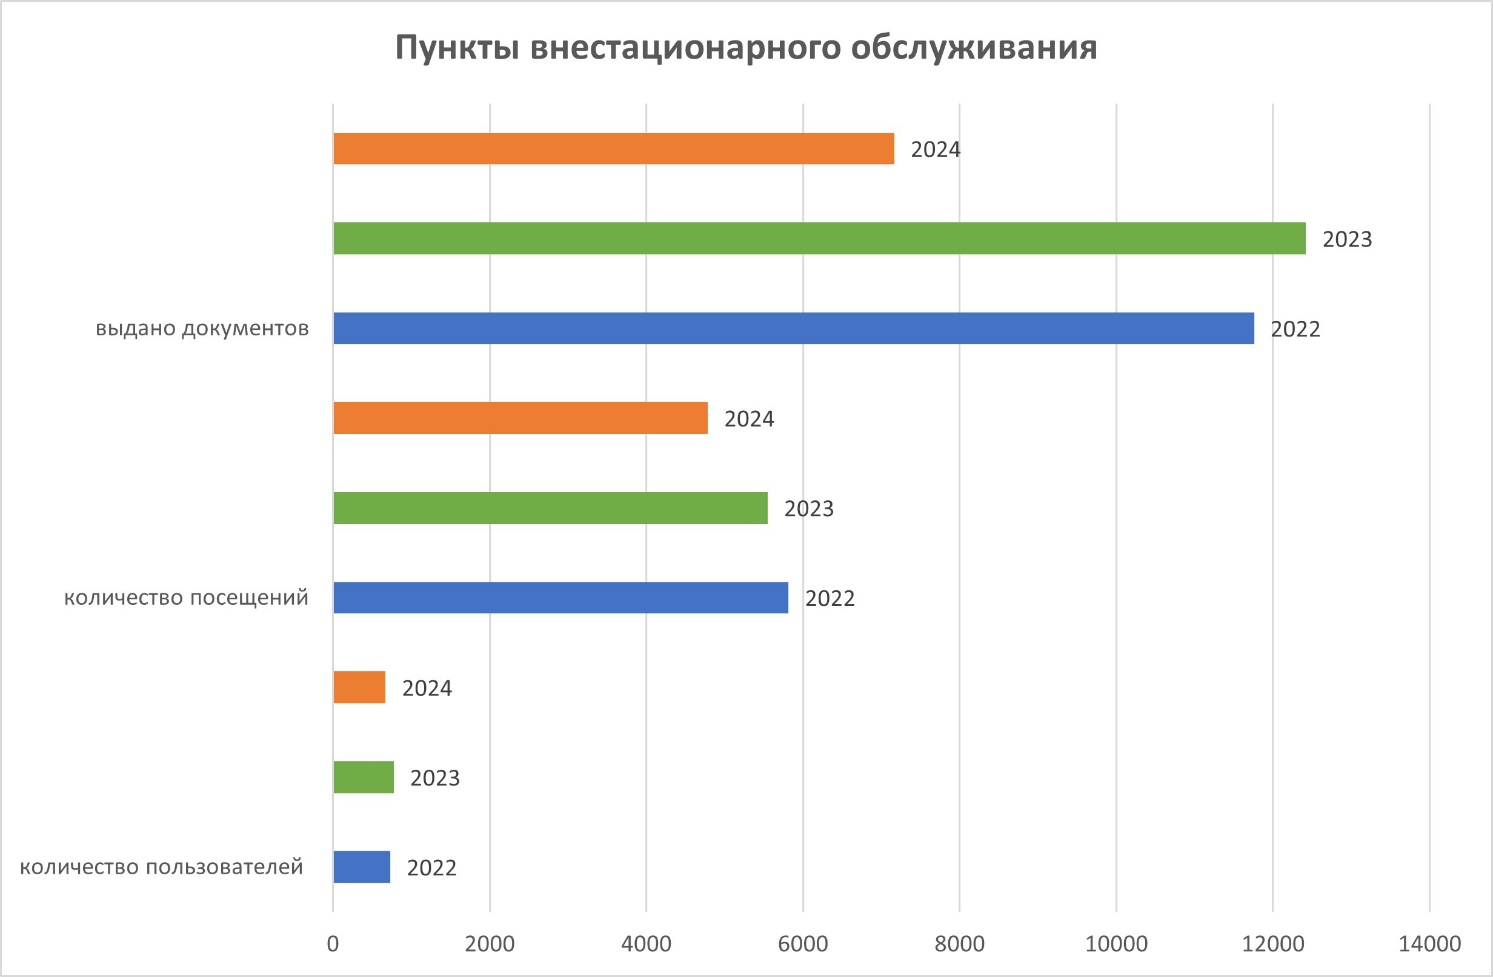 Пункты внестационарного обслуживания
2024
2023
выдано документов 2022
2024
2023
количество посещений 2022
2024
2023
количество пользователей 2022
0 2000 4000 6000 8000 10000 12000 14000